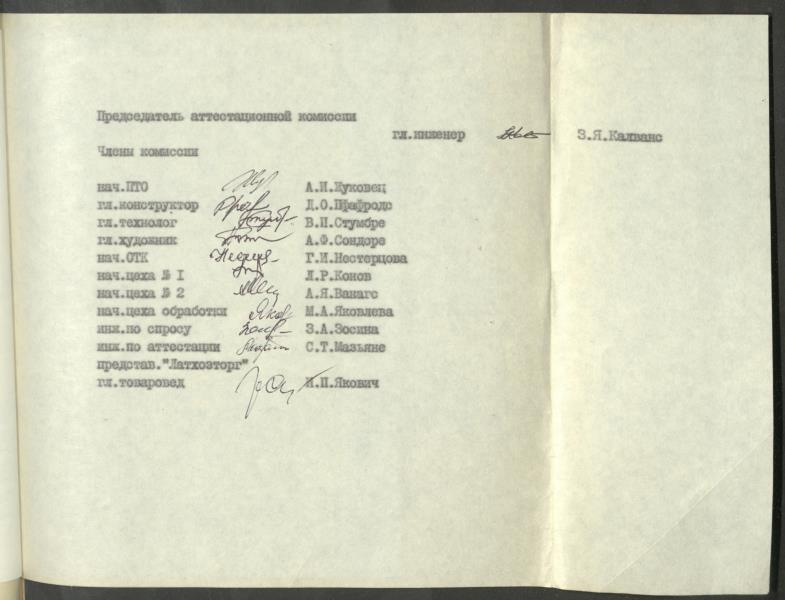 Председатель аттестационной комиссии
гл.инженер З.Я.Калванс
Члены комиссии
нач.ПТО А.И.Жуковец
гл.конструктор Д.О.
гл.технолог В.П.Стумбре
гл.художник А.Ф.Сондоре
нач.ОТК Г.И.Нестерцова
нач.цеха № I Л.Р.Конов
нач.цеха № 2 А.Я.Ванагс
нач.цеха обработки М.А.Яковлева
инж.по спросу З.А.Зосина
инж.по аттестации С.Т.Мазьяне
представ."Латхозторг"
гл.товаровед И.П.Якович